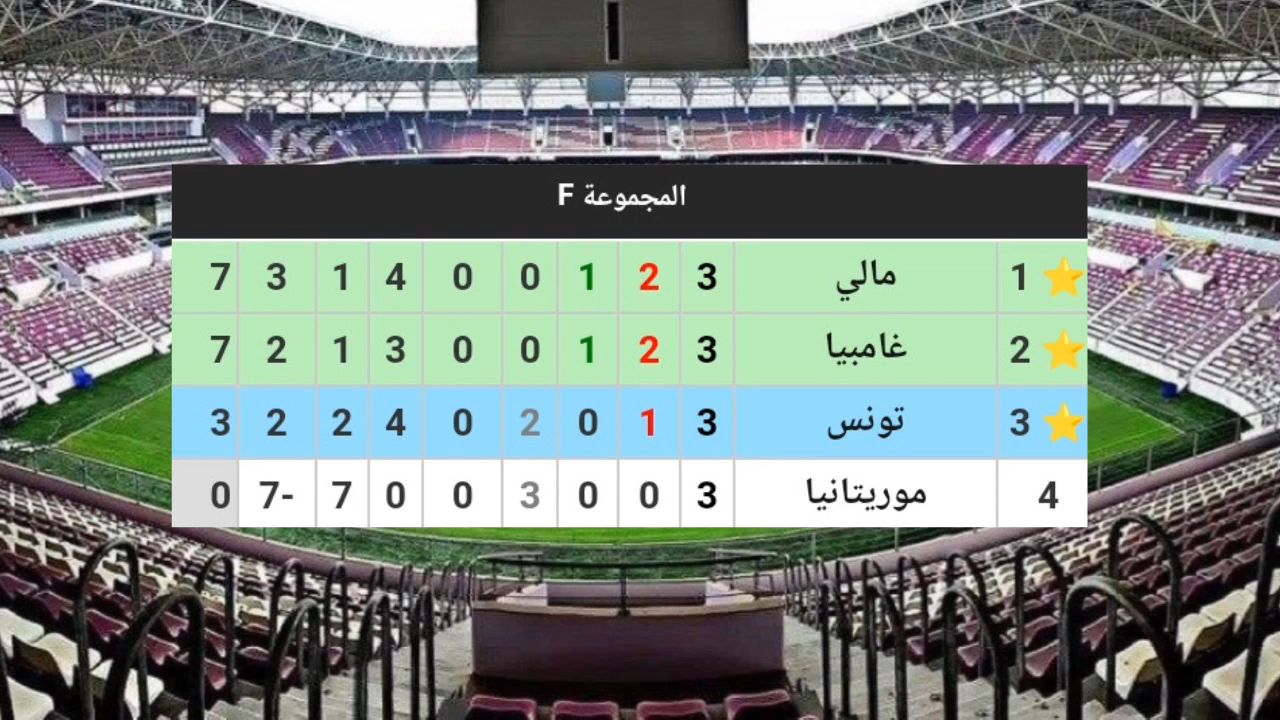 المجموعة F
1 مالي 3 2 1 0 0 4 1 3 7
2 غامبيا 3 2 1 0 0 3 1 2 7
3 تونس 3 1 0 2 0 4 2 2 3
4 موريتانيا 3 0 0 3 0 0 7 7- 0